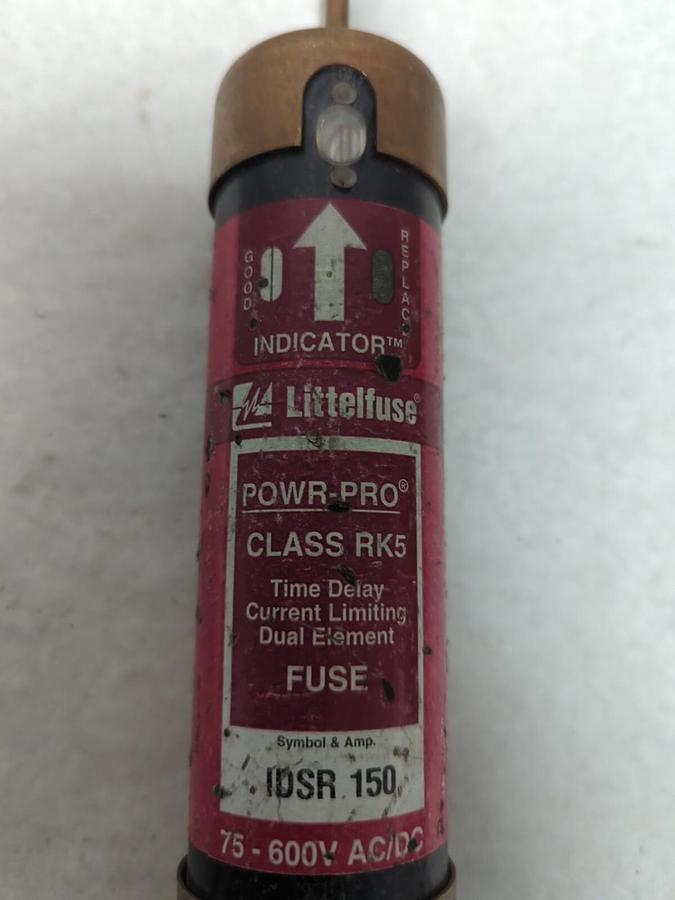 GOOD
REPLACE
INDICATOR™
Littelfuse®
POWR-PRO®
CLASS RK5
Time Delay
Current Limiting
Dual Element
FUSE
Symbol & Amp.
IDSR 150
75 - 600V AC/DC